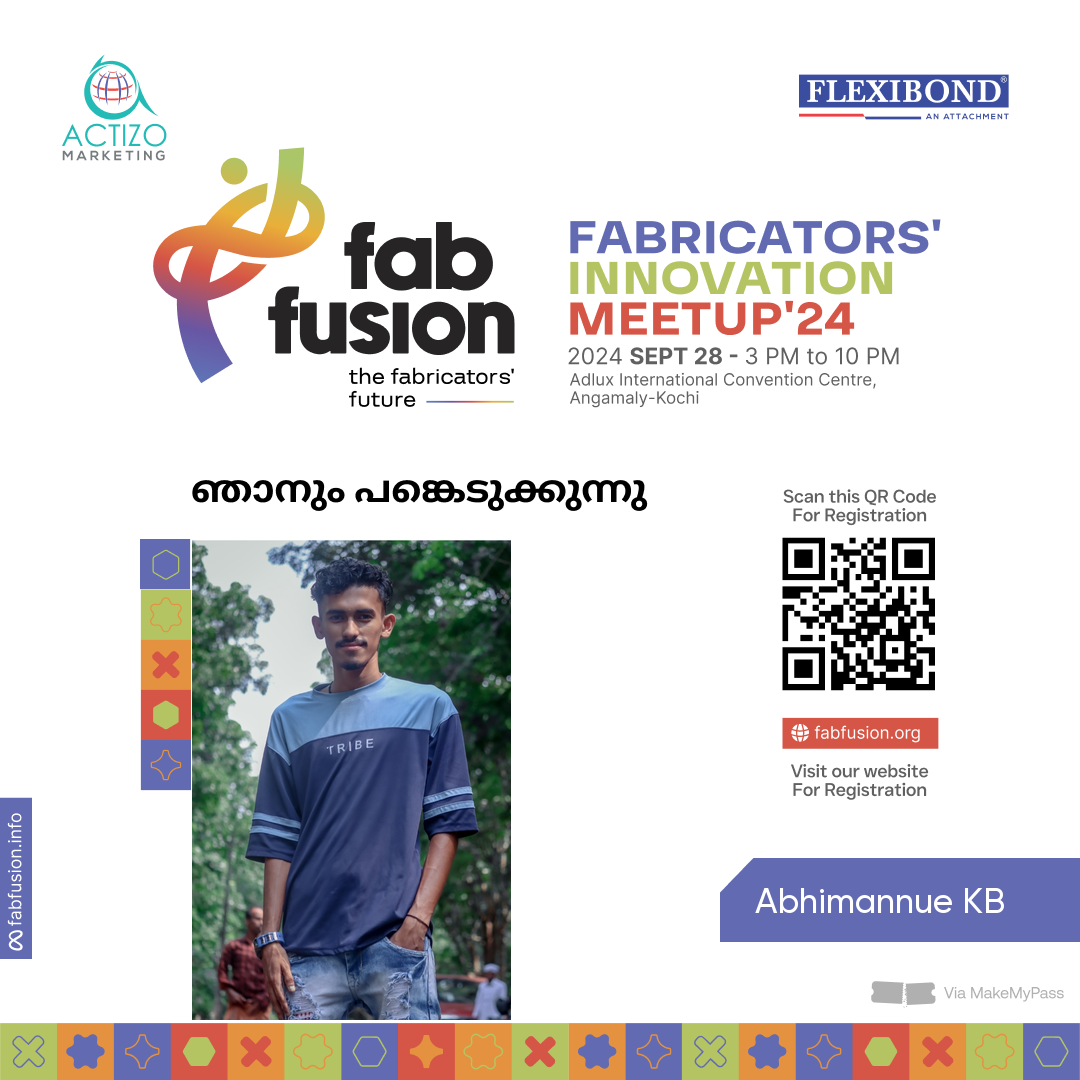 ACTIZO
MARKETING
FLEXIBOND®
AN ATTACHMENT
fab
fusion
the fabricators'
future
FABRICATORS'
INNOVATION
MEETUP'24
2024 SEPT 28 - 3 PM to 10 PM
Adlux International Convention Centre,
Angamaly-Kochi
ഞാനും പങ്കെടുക്കുന്നു
Scan this QR Code
For Registration
TRIBE
fabfusion.org
Visit our website
For Registration
fabfusion.info
Abhimannue KB
Via MakeMyPass